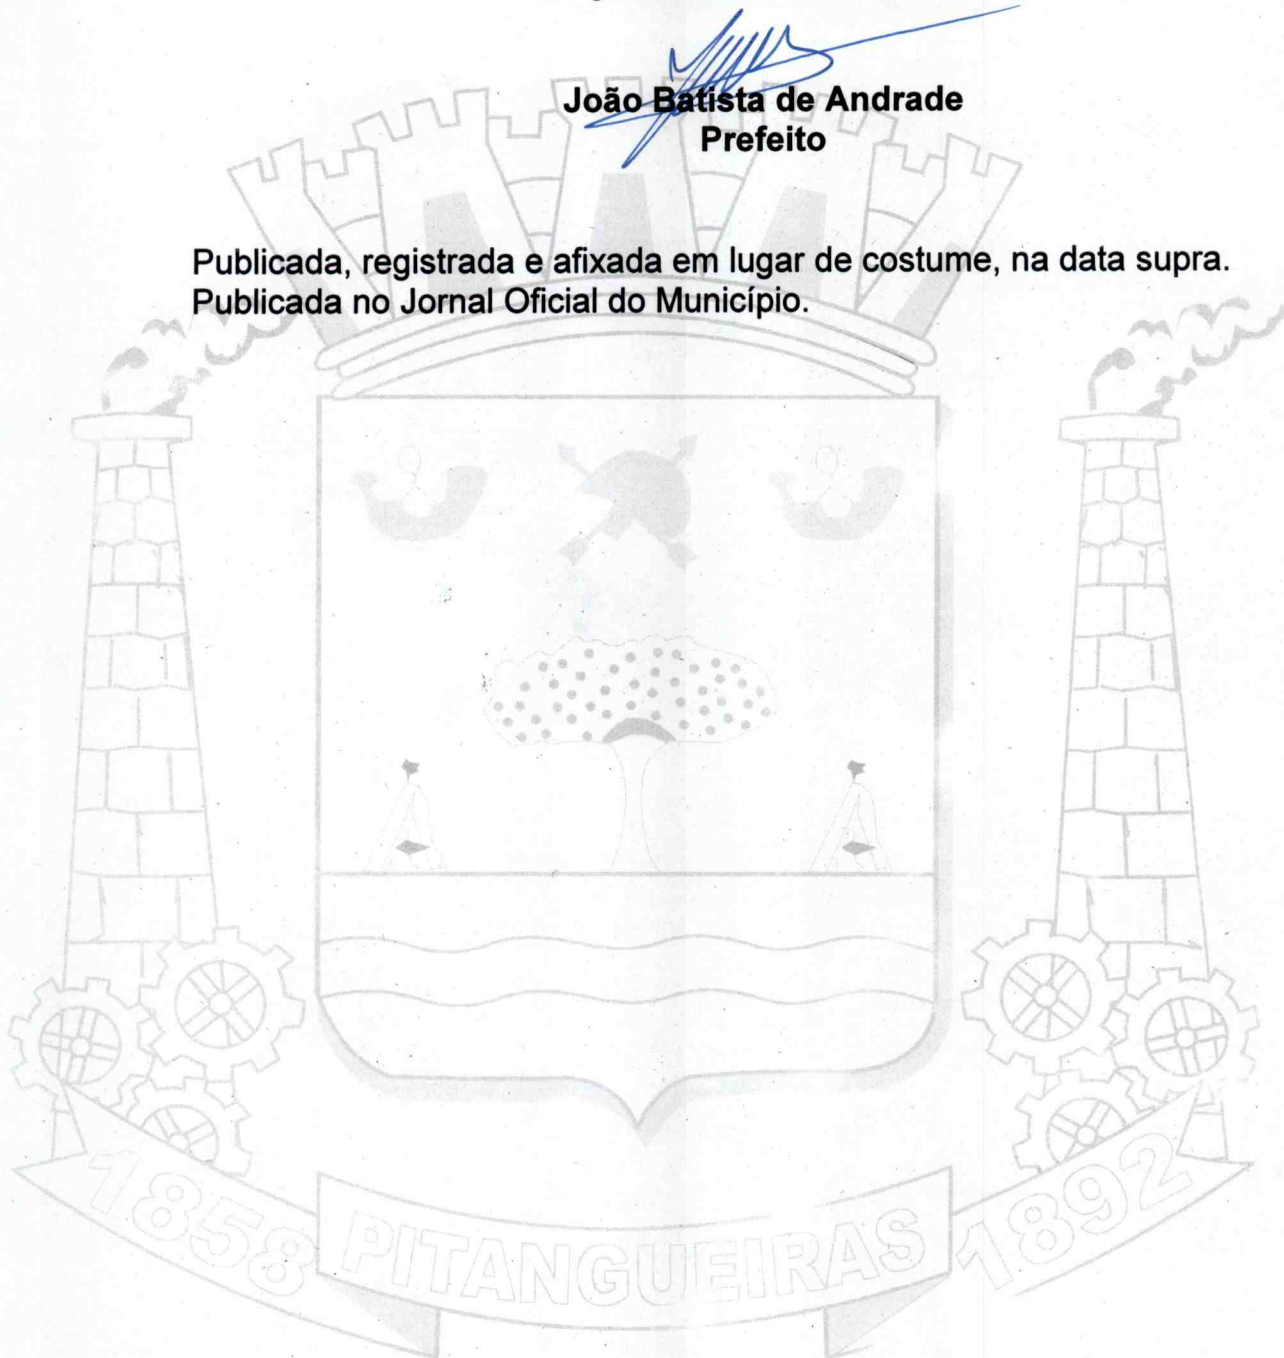 João Batista de Andrade
Prefeito
Publicada, registrada e afixada em lugar de costume, na data supra.
Publicada no Jornal Oficial do Município.
1858 PITANGUEIRAS 1892